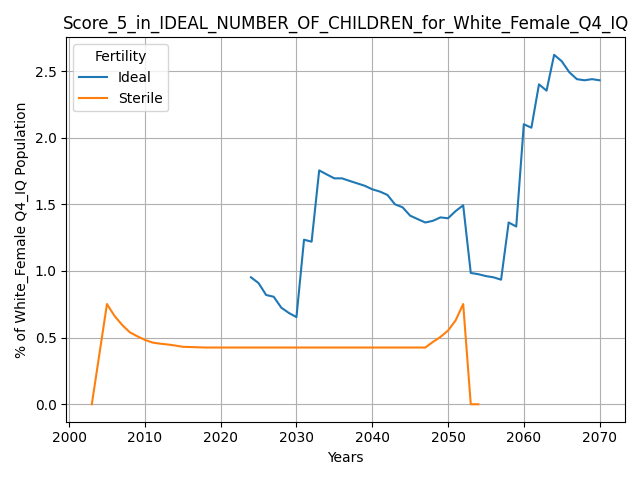 Score_5_in_IDEAL_NUMBER_OF_CHILDREN_for_White_Female_Q4_IQ
Fertility
Ideal
Sterile
% of White_Female Q4_IQ Population
2.5
2.0
1.5
1.0
0.5
0.0
2000 2010 2020 2030 2040 2050 2060 2070
Years